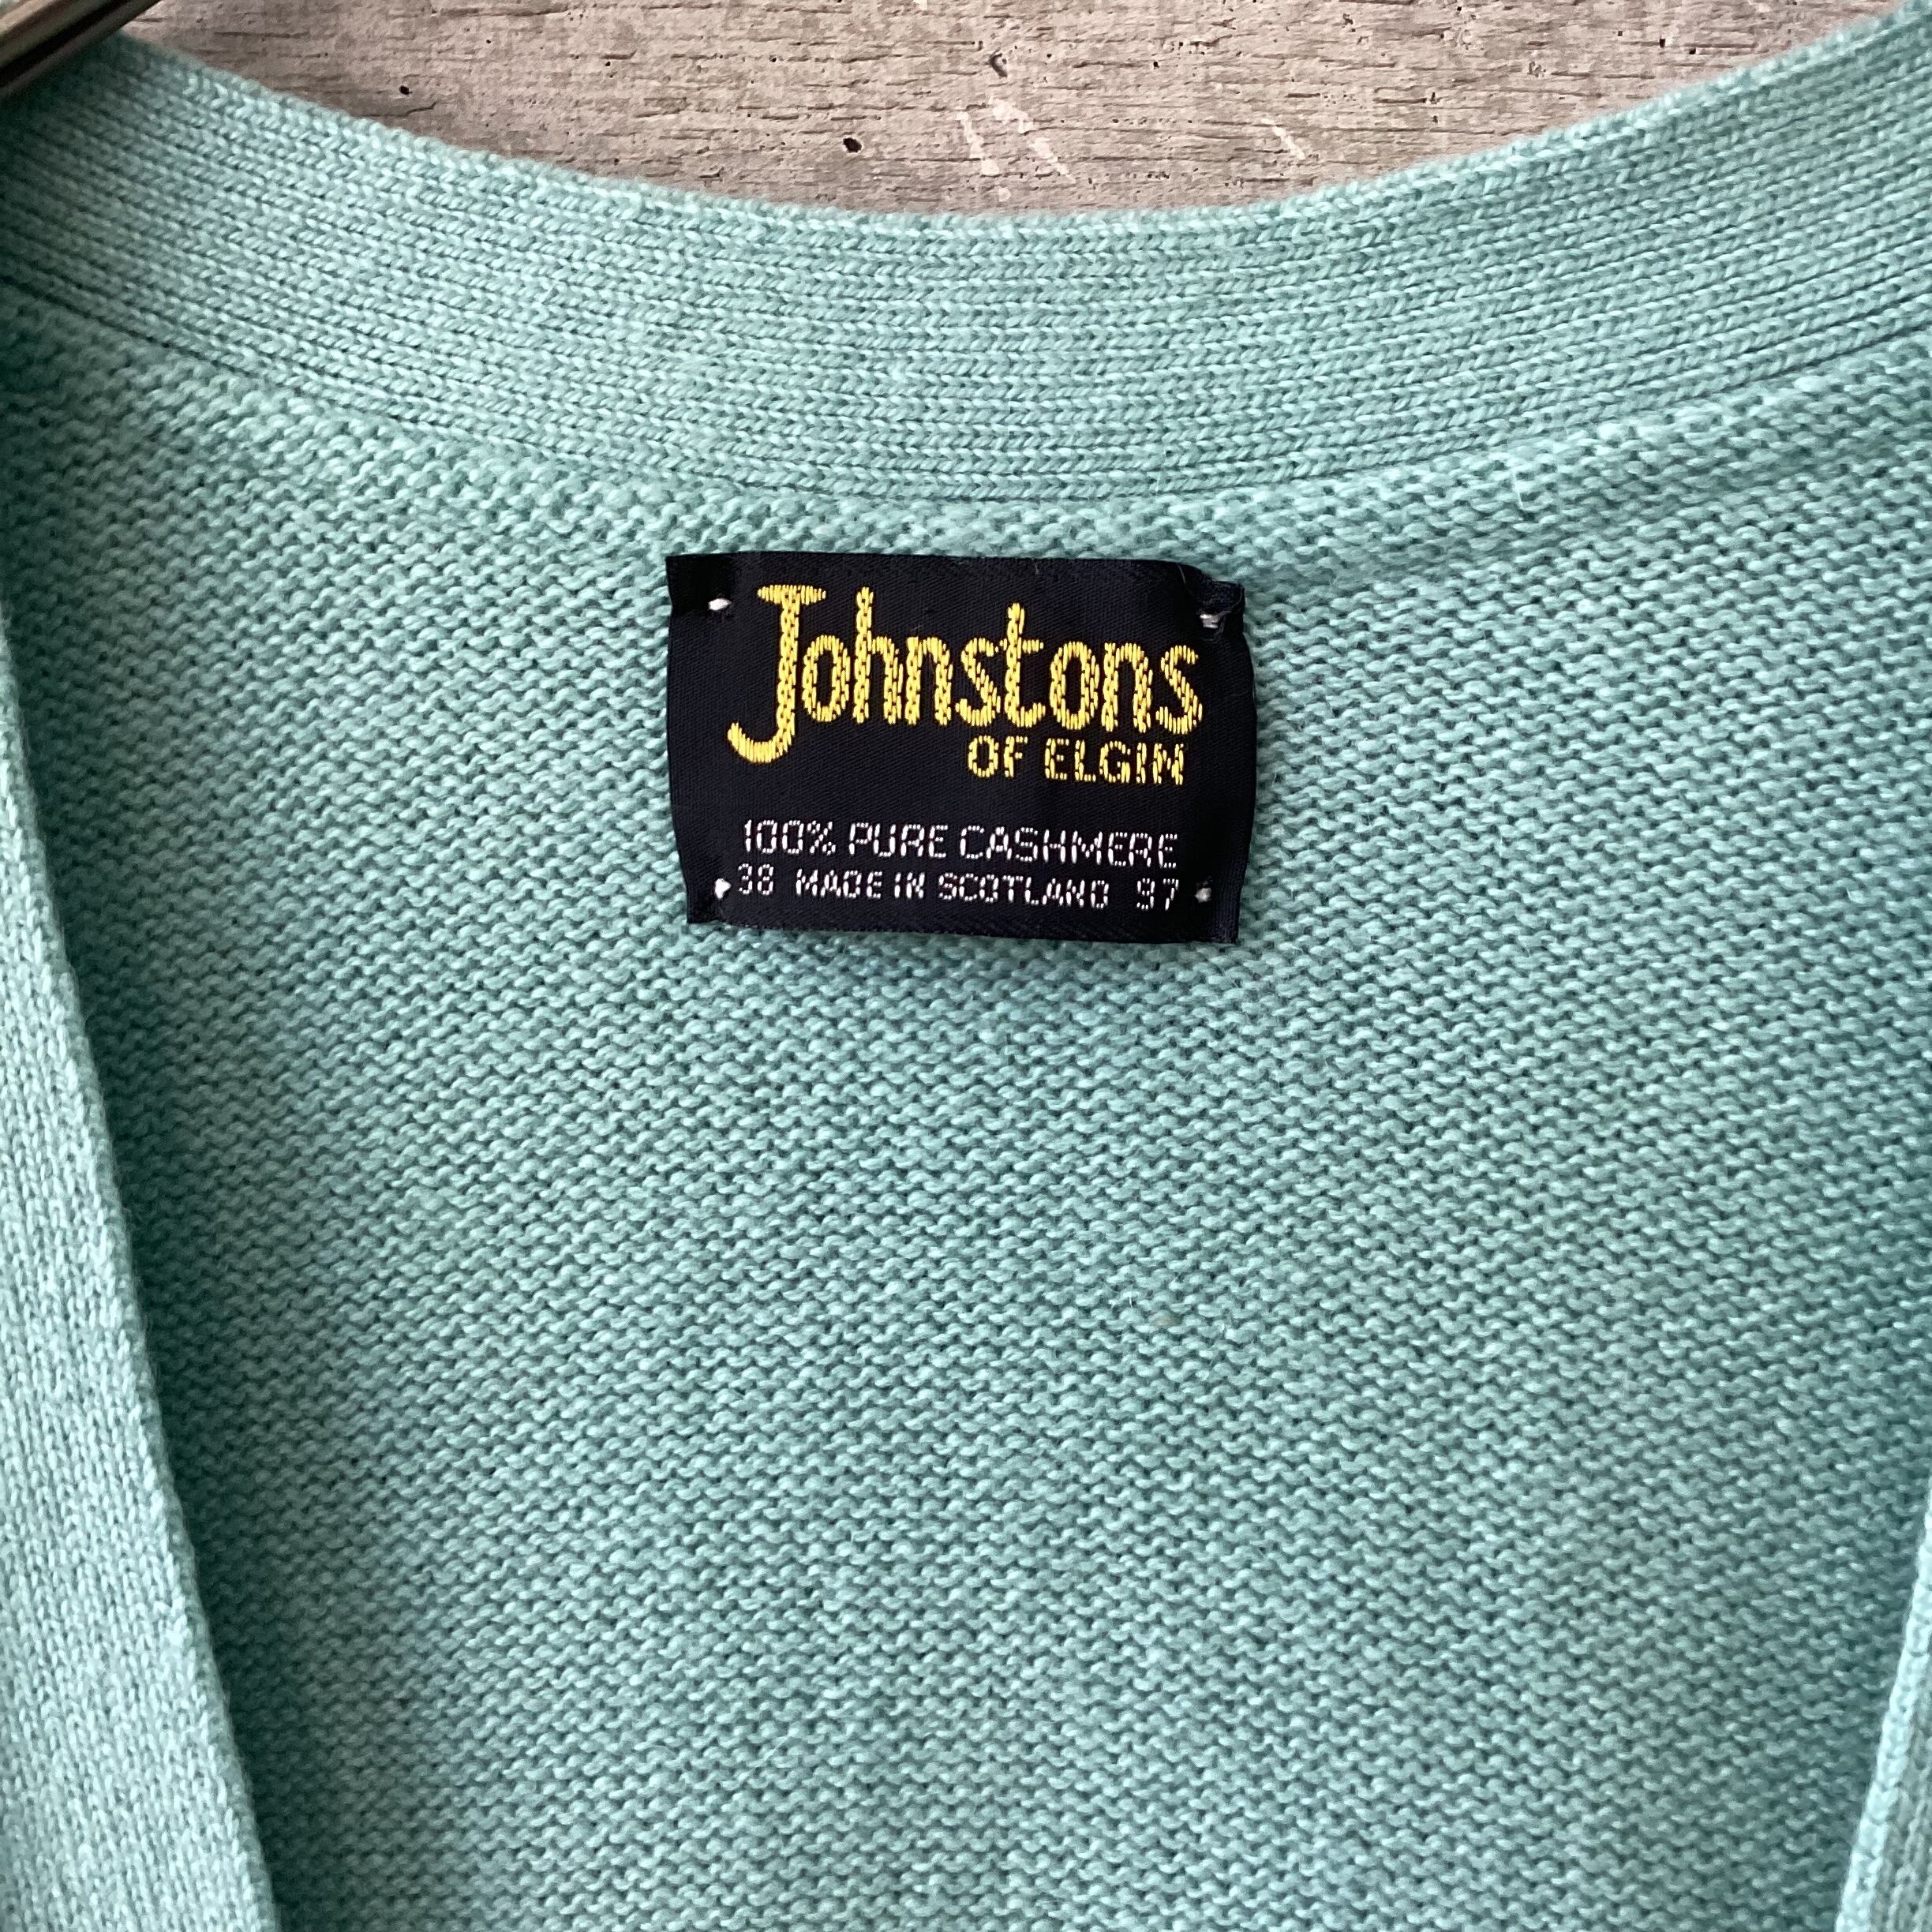 Johnstons
OF ELGIN
100% PURE CASHMERE
38 MADE IN SCOTLAND 97